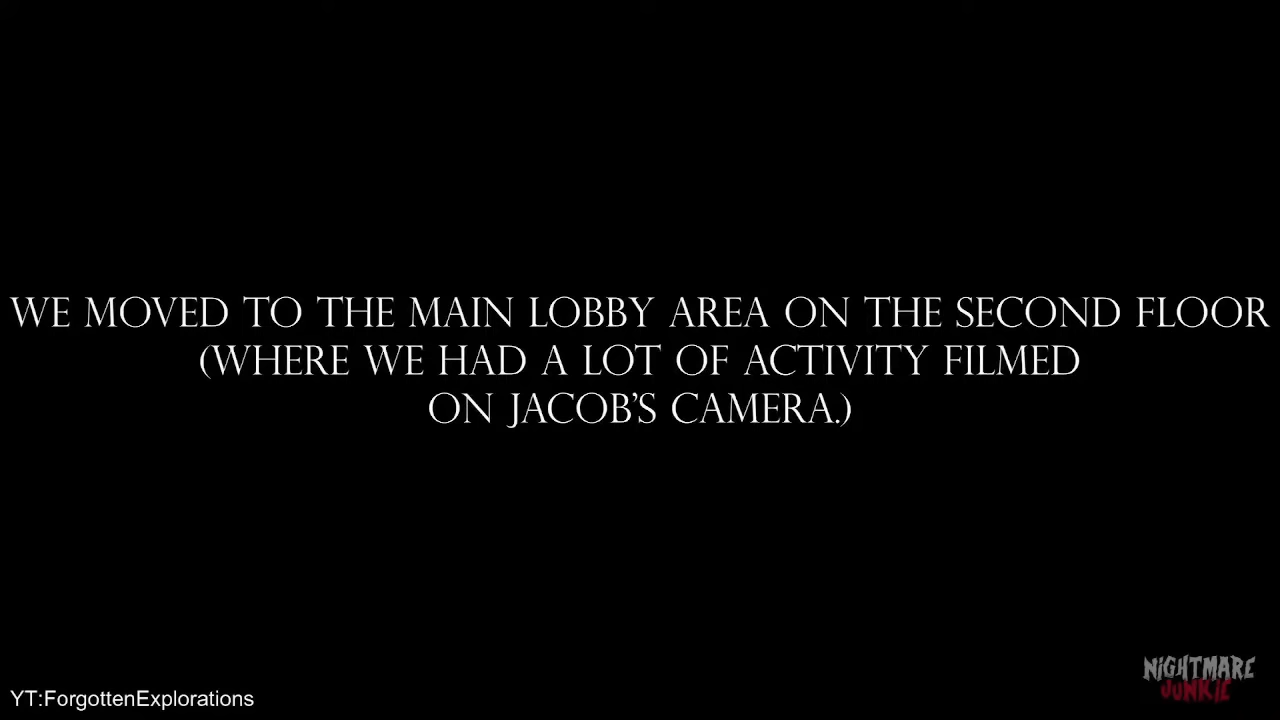 WE MOVED TO THE MAIN LOBBY AREA ON THE SECOND FLOOR
(WHERE WE HAD A LOT OF ACTIVITY FILMED
ON JACOB'S CAMERA.)
YT:ForgottenExplorations
NIGHTMARE
JUNKIE